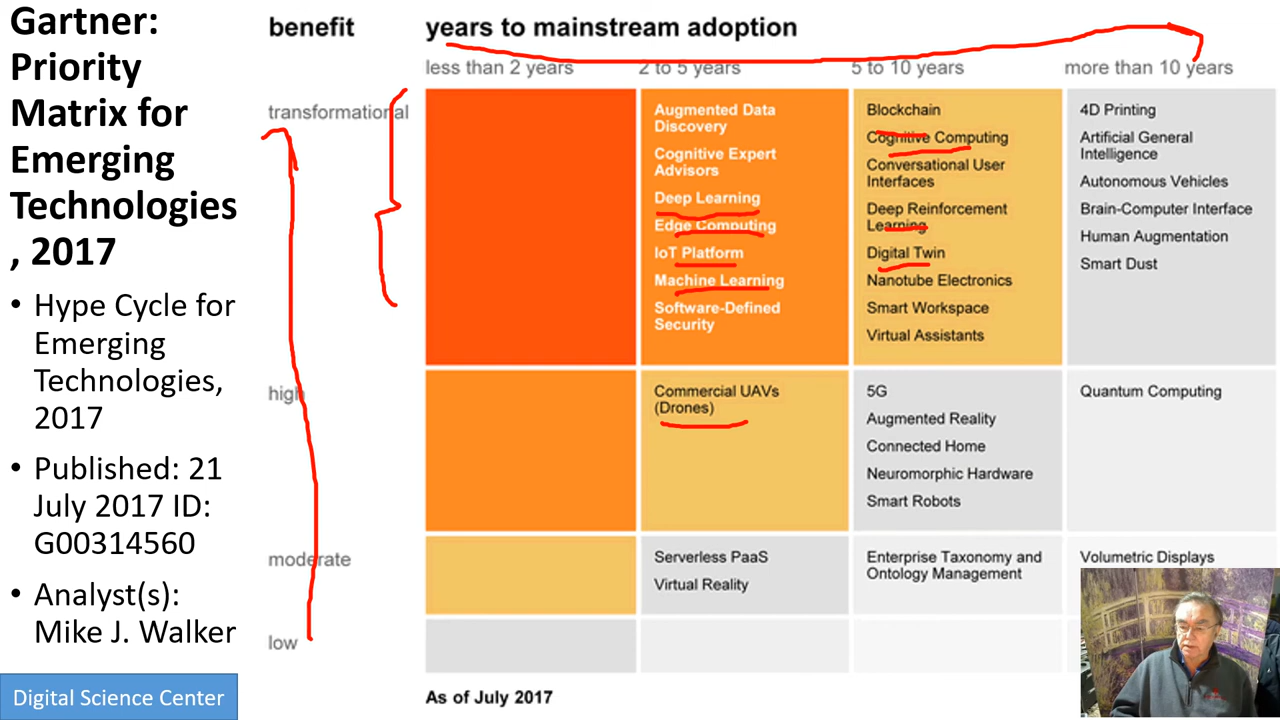 Gartner:
Priority
Matrix for
Emerging
Technologies
, 2017
• Hype Cycle for
Emerging
Technologies,
2017
• Published: 21
July 2017 ID:
G00314560
• Analyst(s):
Mike J. Walker
Digital Science Center
benefit
years to mainstream adoption
less than 2 years
2 to 5 years
5 to 10 years
more than 10 years
transformational
Augmented Data
Discovery
Cognitive Expert
Advisors
Deep Learning
Edge Computing
IoT Platform
Machine Learning
Software-Defined
Security
Blockchain
Cognitive Computing
Conversational User
Interfaces
Deep Reinforcement
Learning
Digital Twin
Nanotube Electronics
Smart Workspace
Virtual Assistants
4D Printing
Artificial General
Intelligence
Autonomous Vehicles
Brain-Computer Interface
Human Augmentation
Smart Dust
high
Commercial UAVs
(Drones)
5G
Augmented Reality
Connected Home
Neuromorphic Hardware
Smart Robots
Quantum Computing
moderate
Serverless PaaS
Virtual Reality
Enterprise Taxonomy and
Ontology Management
Volumetric Displays
low
As of July 2017